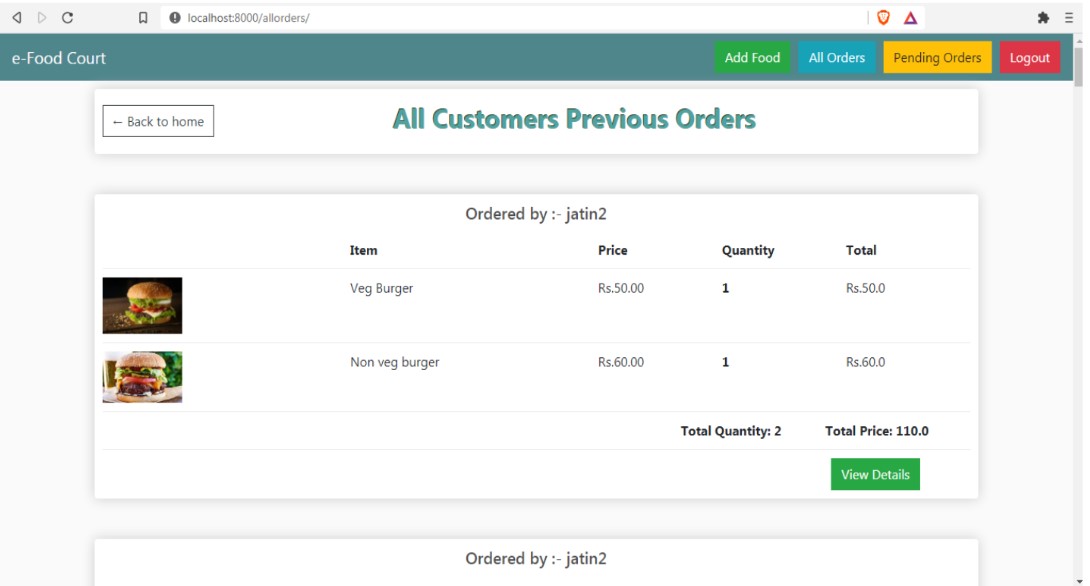 localhost:8000/allorders/
e-Food Court Add Food All Orders Pending Orders Logout
← Back to home All Customers Previous Orders
Ordered by :- jatin2
Item Price Quantity Total
Veg Burger Rs.50.00 1 Rs.50.0
Non veg burger Rs.60.00 1 Rs.60.0
Total Quantity: 2 Total Price: 110.0
View Details
Ordered by :- jatin2